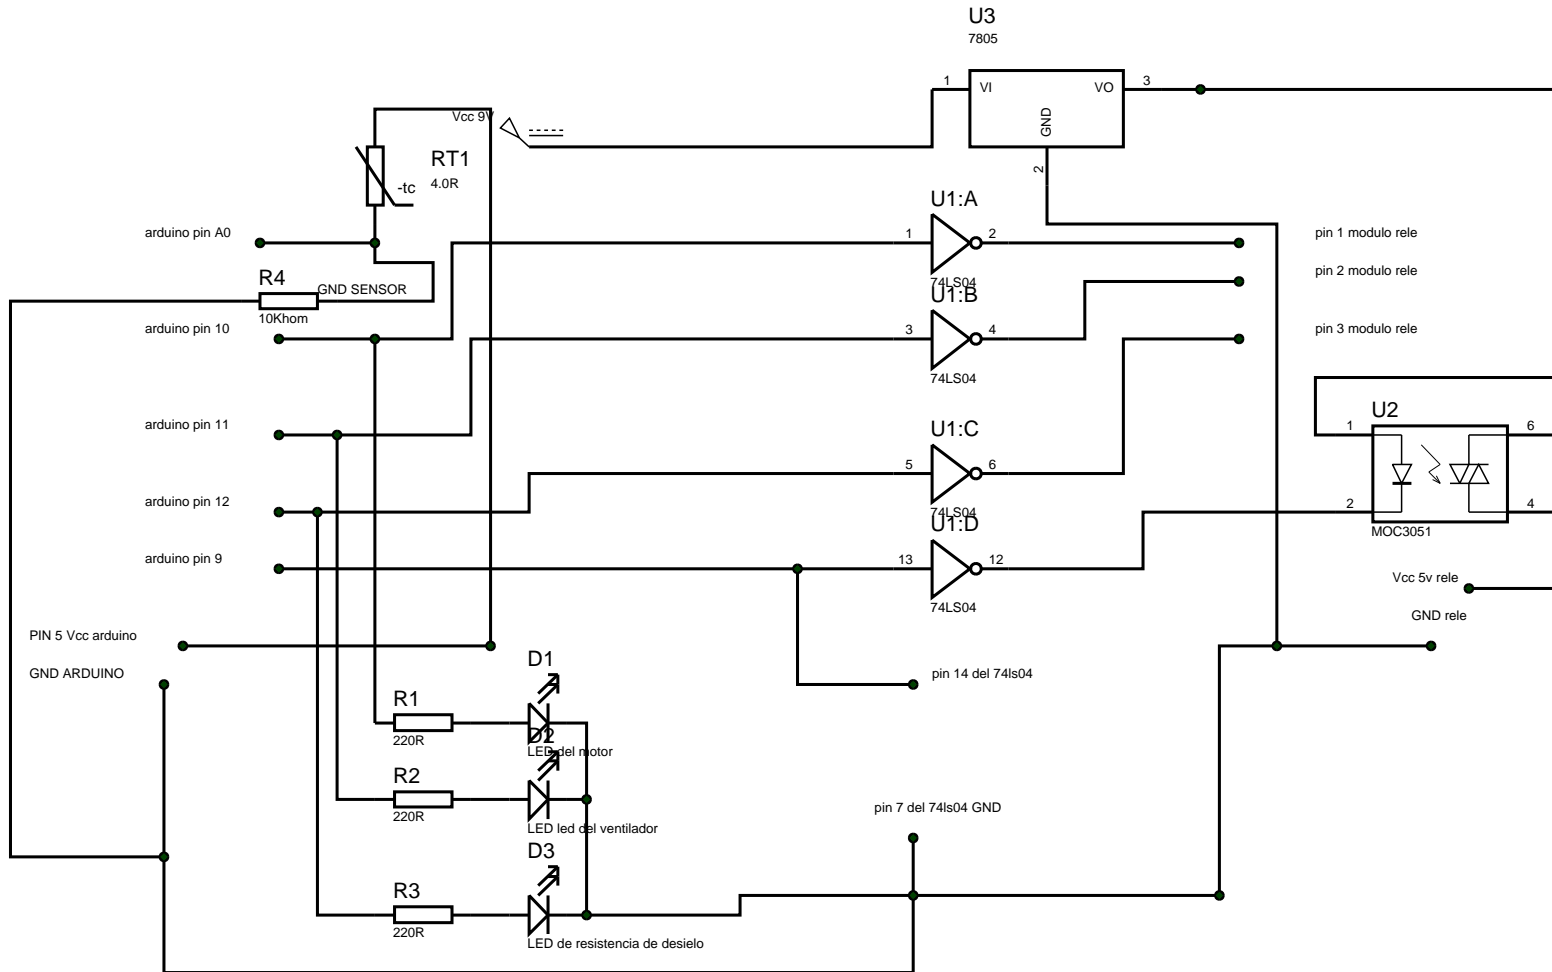 U3
7805
1
VI
VO
3
GND
2
Vcc 9V
RT1
-tc
4.0R
arduino pin A0
R4
GND SENSOR
10Khom
arduino pin 10
arduino pin 11
arduino pin 12
arduino pin 9
PIN 5 Vcc arduino
GND ARDUINO
U1:A
1
2
74LS04
U1:B
3
4
74LS04
U1:C
5
6
74LS04
U1:D
13
12
74LS04
pin 1 modulo rele
pin 2 modulo rele
pin 3 modulo rele
U2
1
6
2
4
MOC3051
Vcc 5v rele
GND rele
pin 14 del 74ls04
D1
R1
220R
LED del motor
D2
R2
220R
LED led del ventilador
D3
R3
220R
LED de resistencia de desielo
pin 7 del 74ls04 GND